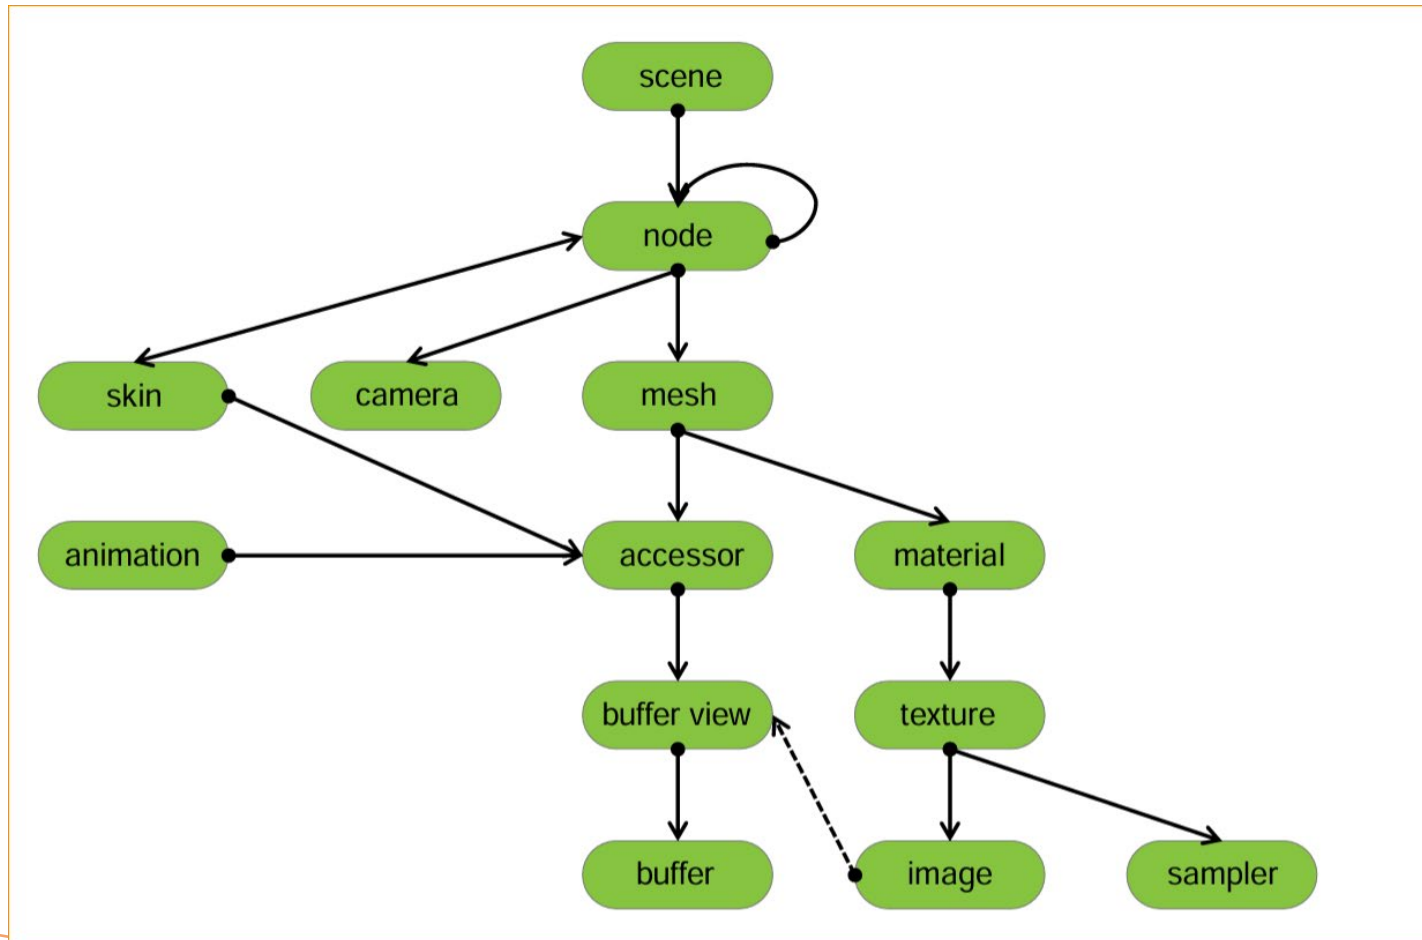 scene
node
skin
camera
mesh
animation
accessor
material
buffer view
texture
buffer
image
sampler